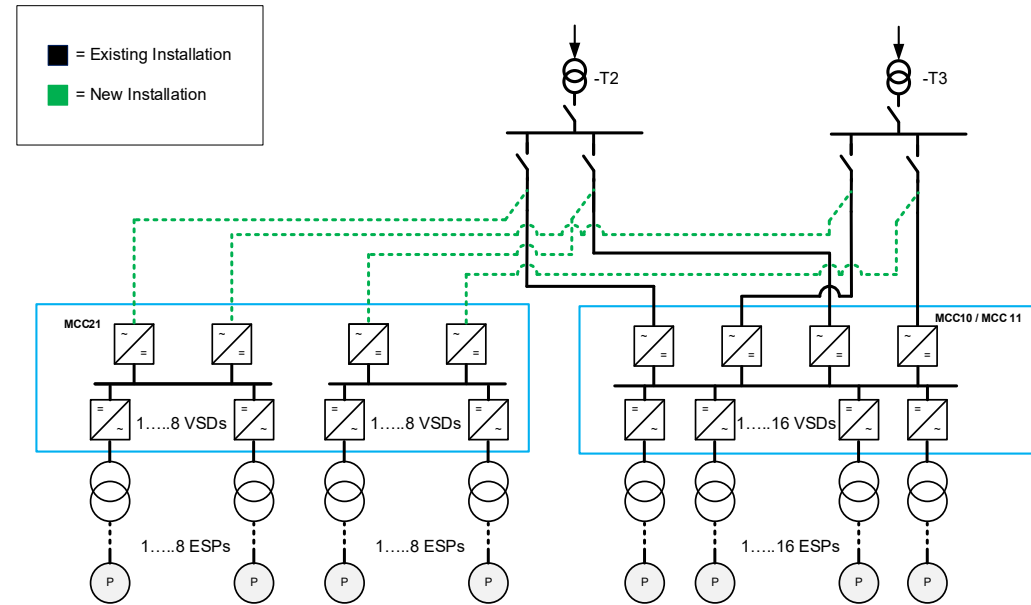 = Existing Installation
= New Installation
-T2
-T3
MCC21
MCC10 / MCC 11
~
=
~
=
~
=
~
=
~
=
~
=
~
=
~
=
=
~
=
~
=
~
=
~
=
~
=
~
=
~
=
~
1.....8 VSDs
1.....8 VSDs
1.....16 VSDs
1.....8 ESPs
1.....8 ESPs
1.....16 ESPs
P
P
P
P
P
P
P
P